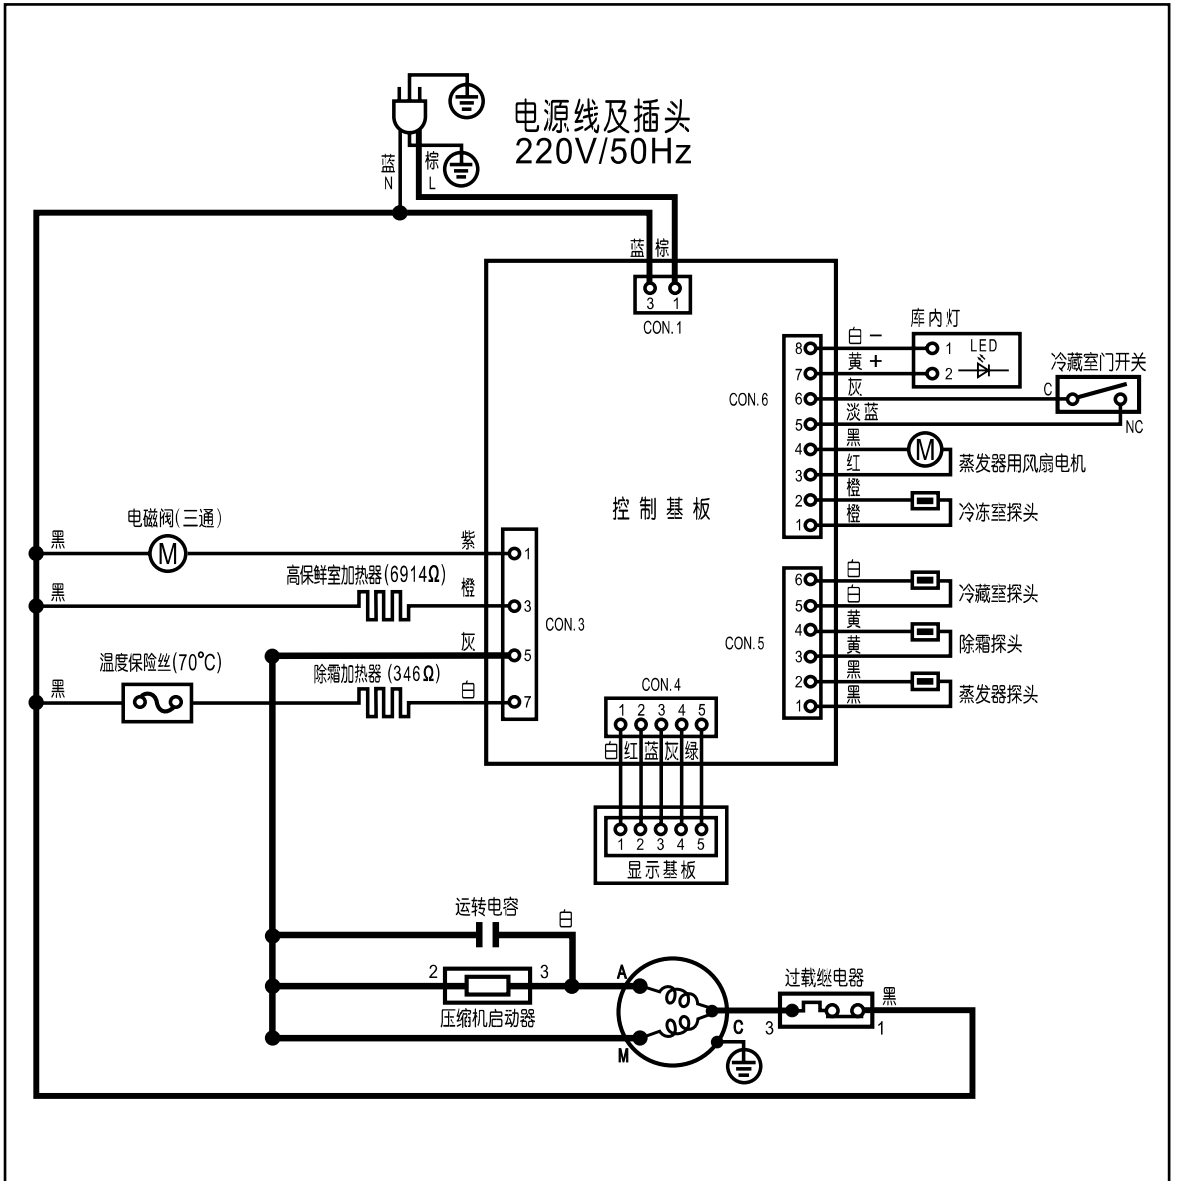 电源线及插头
220V/50Hz
蓝 棕
N L
蓝 棕
3 1
CON.1
库内灯
白 −
黄 +
灰
淡蓝
黑
红
橙
橙
8
7
6
5
4
3
2
1
CON.6
1 LED
2
冷藏室门开关
C
NC
M
蒸发器用风扇电机
冷冻室探头
控制基板
电磁阀(三通)
黑
M
紫
1
高保鲜室加热器(6914Ω)
黑
橙
3
CON.3
灰
5
温度保险丝(70℃)
黑
除霜加热器(346Ω)
白
7
白
白
黄
黄
黑
黑
6
5
4
3
2
1
CON.5
冷藏室探头
除霜探头
蒸发器探头
CON.4
1 2 3 4 5
白 红 蓝 灰 绿
1 2 3 4 5
显示基板
运转电容
白
2 3
压缩机启动器
A
M
C
过载继电器
黑
3 1